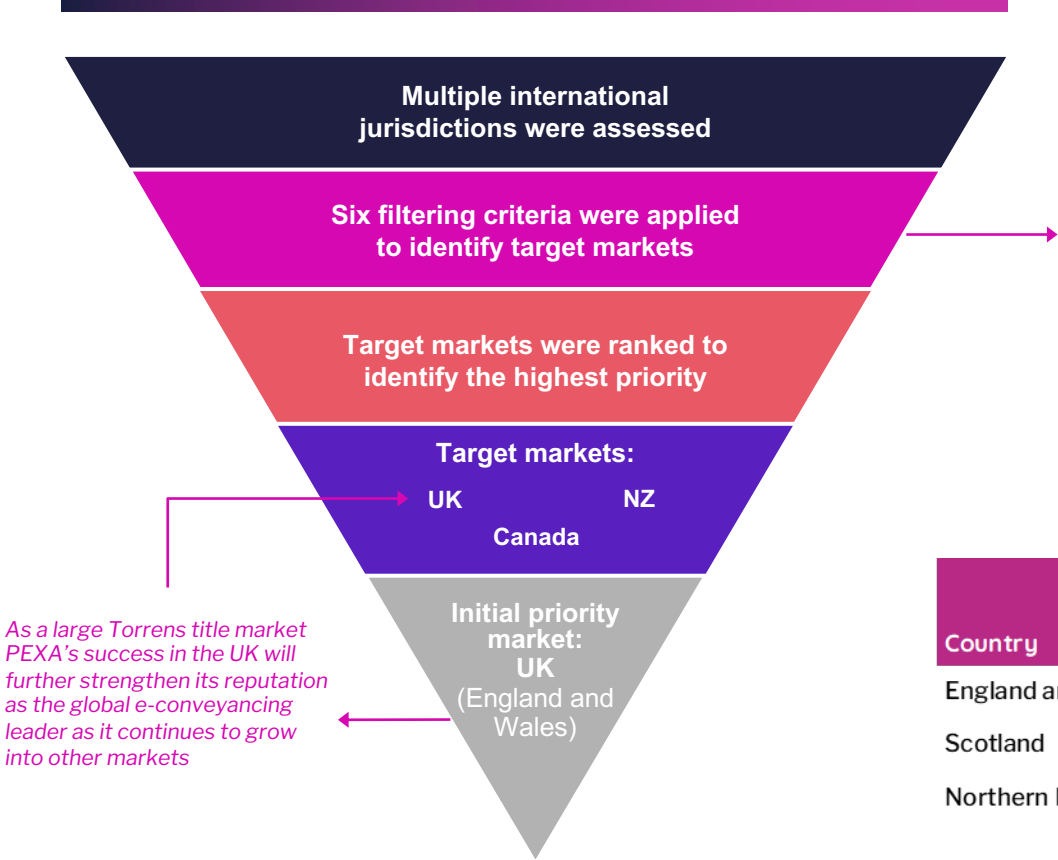 Multiple international
jurisdictions were assessed
Six filtering criteria were applied
to identify target markets
Target markets were ranked to
identify the highest priority
Target markets:
UK NZ
Canada
Initial priority
market:
UK
(England and
Wales)
As a large Torrens title market
PEXA's success in the UK will
further strengthen its reputation
as the global e-conveyancing
leader as it continues to grow
into other markets
Country
England
Scotland
Northern